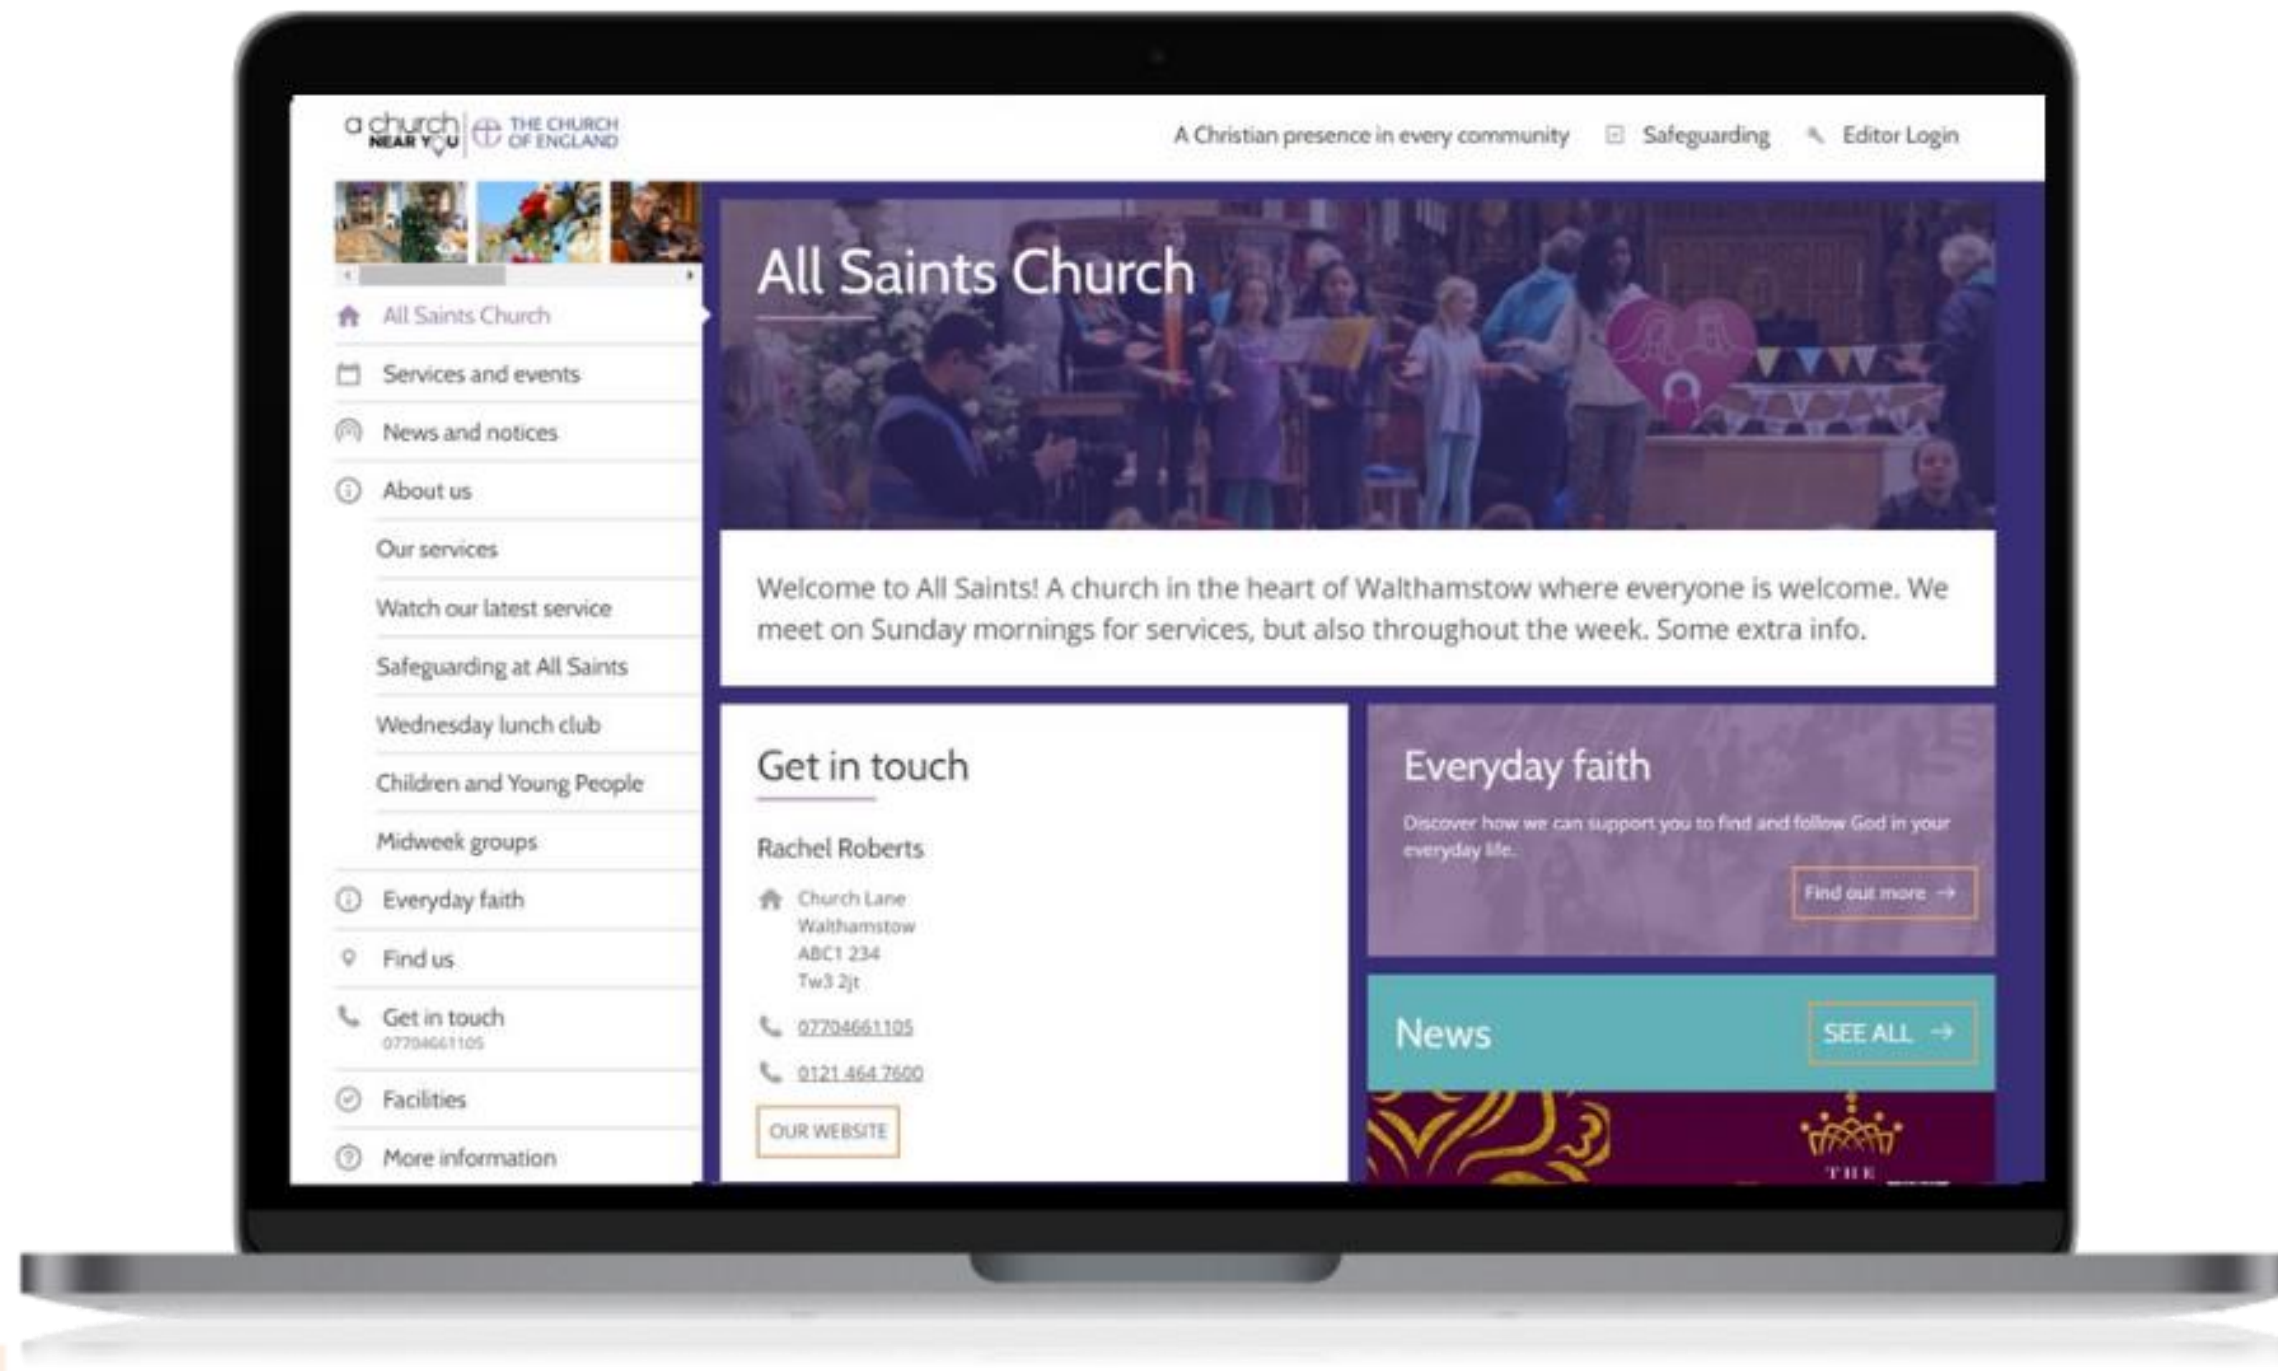 a church
NEAR YOU
THE CHURCH
OF ENGLAND
A Christian presence in every community
Safeguarding
Editor Login
All Saints Church
Services and events
News and notices
About us
Our services
Watch our latest service
Safeguarding at All Saints
Wednesday lunch club
Children and Young People
Midweek groups
Everyday faith
Find us
Get in touch
07704661105
Facilities
More information
All Saints Church
Welcome to All Saints! A church in the heart of Walthamstow where everyone is welcome. We
meet on Sunday mornings for services, but also throughout the week. Some extra info.
Get in touch
Rachel Roberts
Church Lane
Walthamstow
ABC1 234
Tw3 2jt
07704661105
0121 464 7600
OUR WEBSITE
Everyday faith
Discover how we can support you to find and follow God in your
everyday life.
Find out more
News
SEE ALL
THE